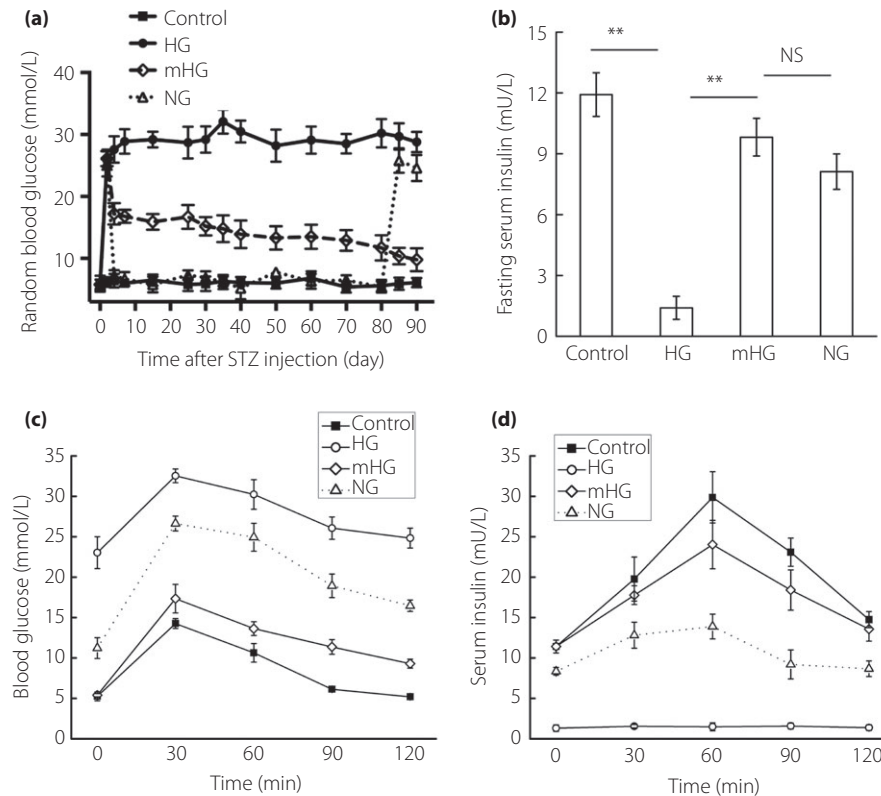 (a)
Control
HG
mHG
NG
Random blood glucose (mmol/L)
40
30
20
10
0 10 20 30 40 50 60 70 80 90
Time after STZ injection (day)
(b)
Fasting serum insulin (mU/L)
15
12
9
6
3
0
**
**
NS
Control HG mHG NG
(c)
Control
HG
mHG
NG
Blood glucose (mmol/L)
35
30
25
20
15
10
5
0
0 30 60 90 120
Time (min)
(d)
Control
HG
mHG
NG
Serum insulin (mU/L)
35
30
25
20
15
10
5
0
0 30 60 90 120
Time (min)